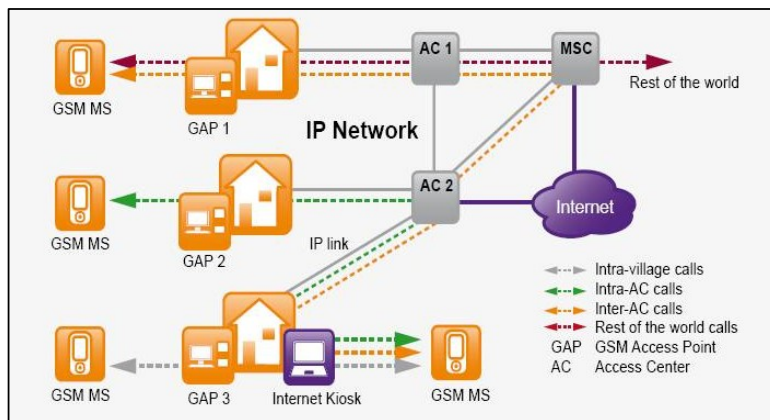 AC 1
MSC
GSM MS
GAP 1
Rest of the world
IP Network
AC 2
Internet
GSM MS
GAP 2
IP link
Intra-village calls
Intra-AC calls
Inter-AC calls
Rest of the world calls
GAP GSM Access Point
AC Access Center
GSM MS
GAP 3
Internet Kiosk
GSM MS